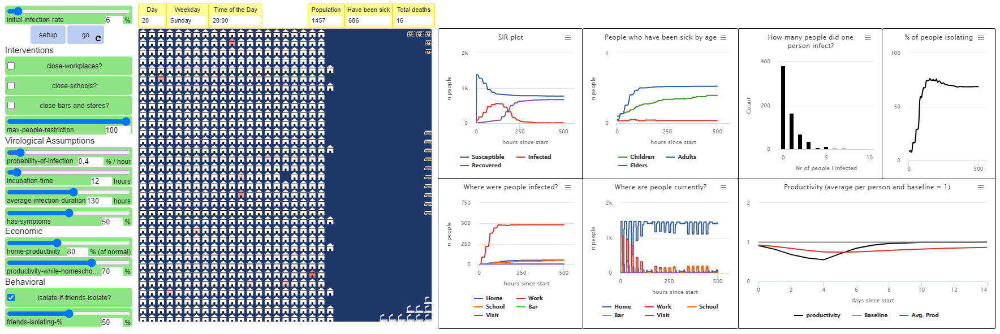 initial-infection-rate 6 %
setup go
Interventions
close-workplaces?
close-schools?
close-bars-and-stores?
max-people-restriction 100
Virological Assumptions
probability-of-infection 0,4 % / hour
incubation-time 12 hours
average-infection-duration 130 hours
has-symptoms 50 %
Economic
home-productivity 80 % (of normal)
productivity-while-homescho... 70 %
Behavioral
isolate-if-friends-isolate?
friends-isolating-% 50 %
Day Weekday Time of the Day Population Have been sick Total deaths
20 Sunday 20:00 1457 686 16
SIR plot
2k
1k
0
n people
0 250 500
hours since start
Susceptible Infected
Recovered
People who have been sick by age
1
0
n people
0 250 500
hours since start
Children Adults
Elders
How many people did one
person infect?
400
200
0
Count
0 5 10
Nr of people I infected
% of people isolating
100
50
0
0 500
Where were people infected?
750
500
250
0
n people
0 250 500
hours since start
Home Work
School Bar
Visit
Where are people currently?
2k
1k
0
n people
0 250 500
hours since start
Home Work School
Bar Visit
Productivity (average per person and baseline = 1)
2
1
0
0 2 4 6 8 10 12 14
days since start
productivity Baseline Avg. Prod